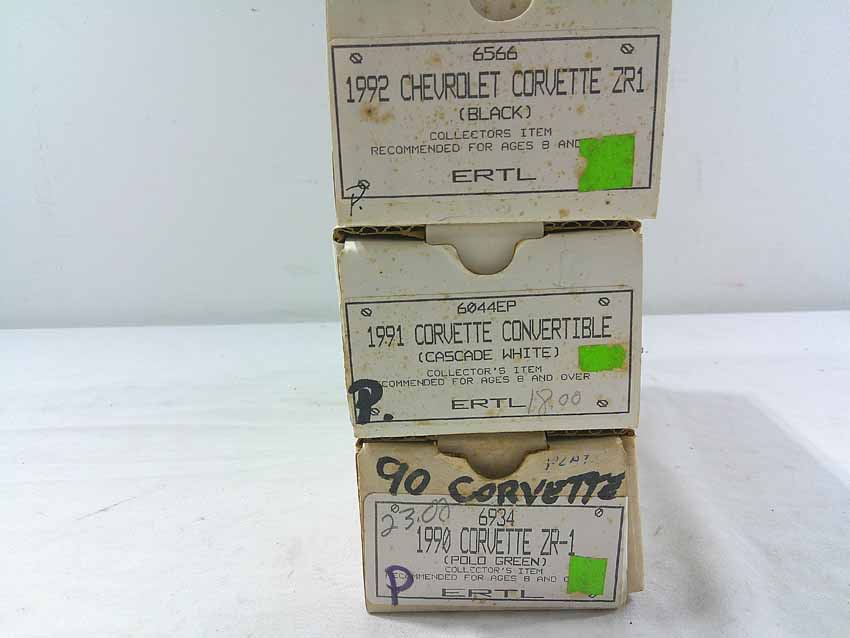 6566
1992 CHEVROLET CORVETTE ZR1
(BLACK)
COLLECTORS ITEM
RECOMMENDED FOR AGES 8 AND
ERTL
P.
6044EP
1991 CORVETTE CONVERTIBLE
(CASCADE WHITE)
COLLECTOR'S ITEM
RECOMMENDED FOR AGES 8 AND OVER
P.
ERTL 18.00
90 CORVETTE
23.00
6934
1990 CORVETTE ZR-1
(POLO GREEN)
COLLECTOR'S ITEM
RECOMMENDED FOR AGES 8 AND
P
ERTL